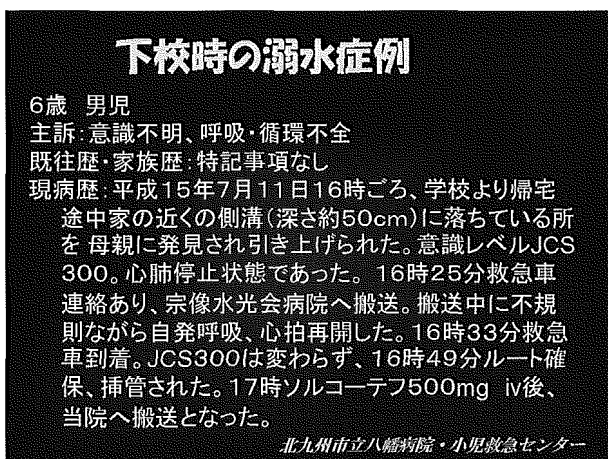 下校時の溺水症例
6歳 男児
主訴:意識不明、呼吸・循環不全
既往歴・家族歴:特記事項なし
現病歴:平成15年7月11日16時ごろ、学校より帰宅
途中家の近くの側溝(深さ約50cm)に落ちている所
を 母親に発見され引き上げられた。意識レベルJCS
300。心肺停止状態であった。 16時25分救急車
連絡あり、宗像水光会病院へ搬送。搬送中に不規
則ながら自発呼吸、心拍再開した。16時33分救急
車到着。JCS300は変わらず、16時49分ルート確
保、挿管された。17時ソルコーテフ500mg iv後、
当院へ搬送となった。
北九州市立八幡病院・小児救急センター